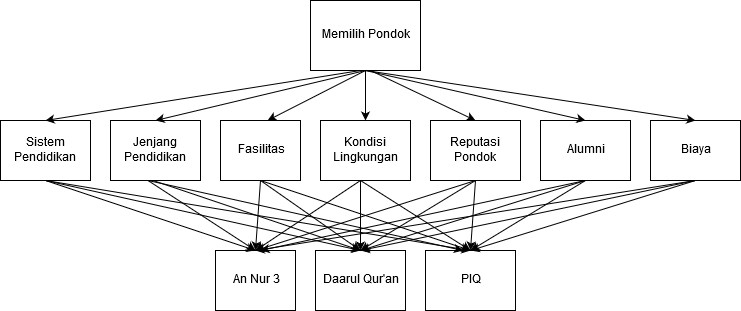 Memilih Pondok
Sistem
Pendidikan
Jenjang
Pendidikan
Fasilitas
Kondisi
Lingkungan
Reputasi
Pondok
Alumni
Biaya
An Nur 3
Daarul Qur'an
PIQ